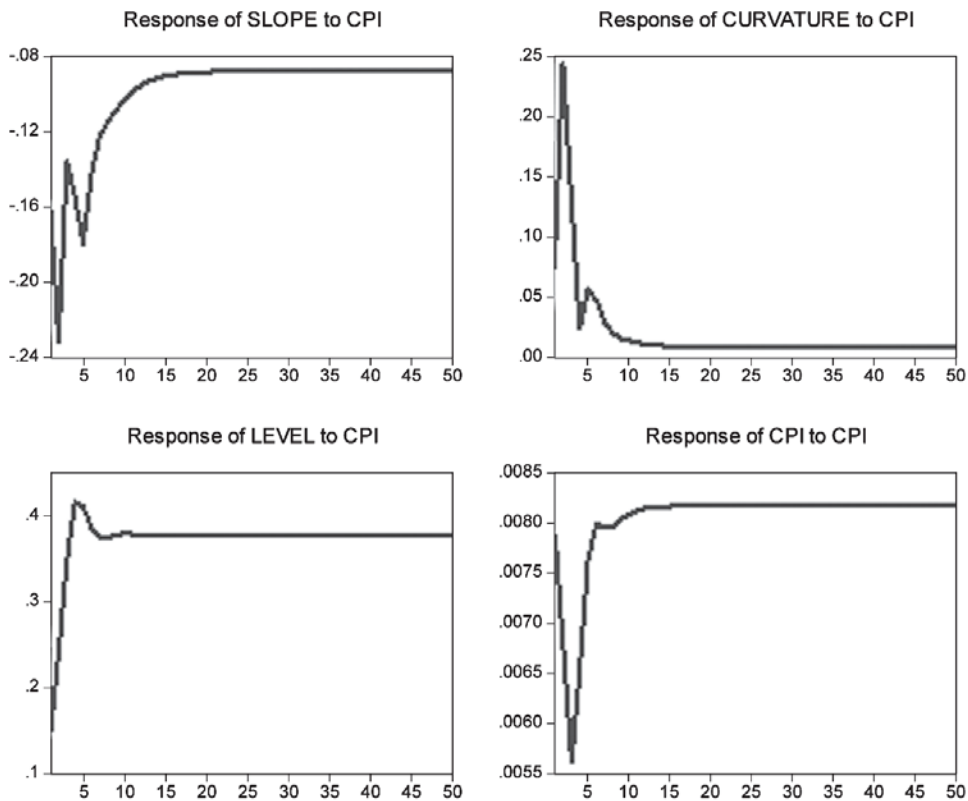 Response of SLOPE to CPI
-.08
-.12
-.16
-.20
-.24
5 10 15 20 25 30 35 40 45 50
Response of CURVATURE to CPI
.25
.20
.15
.10
.05
.00
5 10 15 20 25 30 35 40 45 50
Response of LEVEL to CPI
.4
.3
.2
.1
5 10 15 20 25 30 35 40 45 50
Response of CPI to CPI
.0085
.0080
.0075
.0070
.0065
.0060
.0055
5 10 15 20 25 30 35 40 45 50